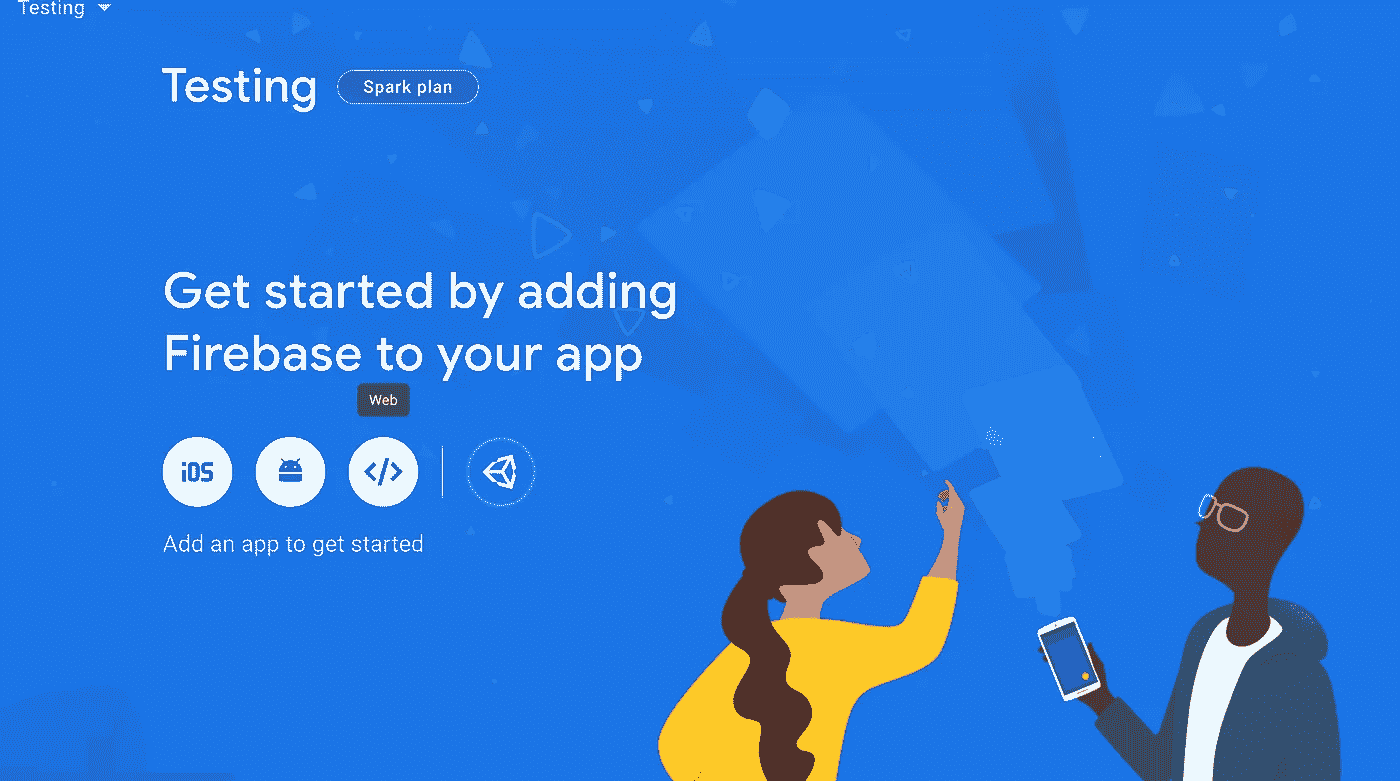 Testing
Testing
Spark plan
Get started by adding
Firebase to your app
Web
iOS
Add an app to get started